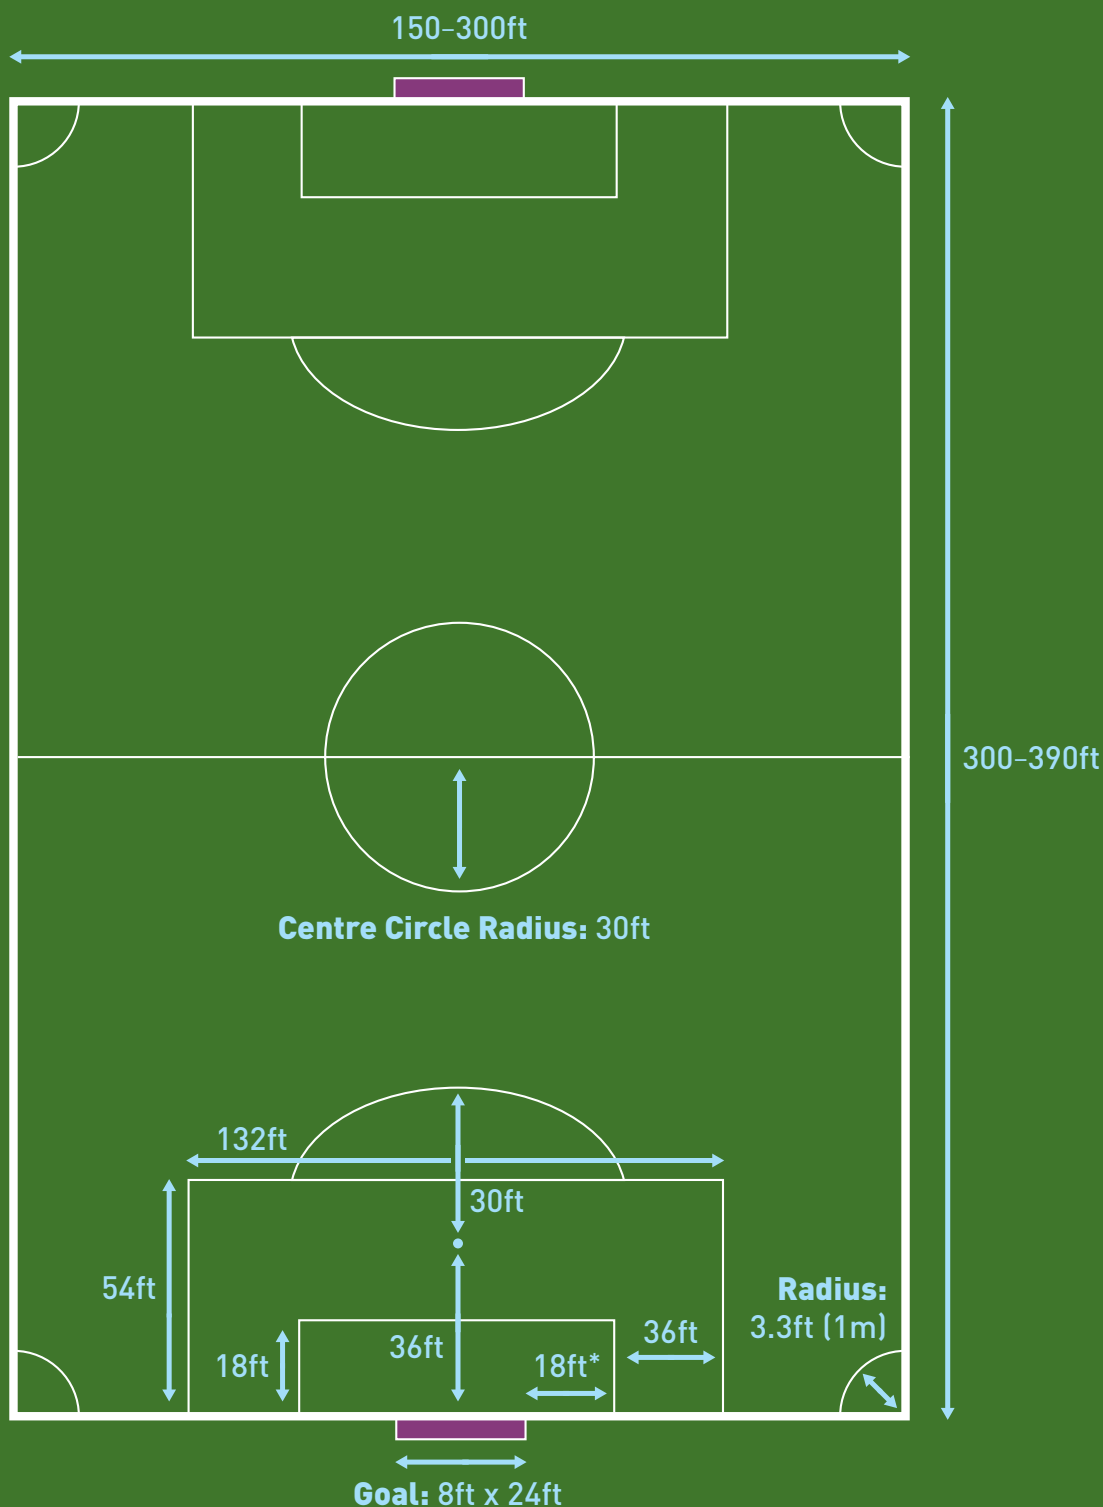 150–300ft
300–390ft
Centre Circle Radius: 30ft
132ft
30ft
54ft
Radius:
3.3ft (1m)
36ft
36ft
18ft
18ft*
Goal: 8ft x 24ft